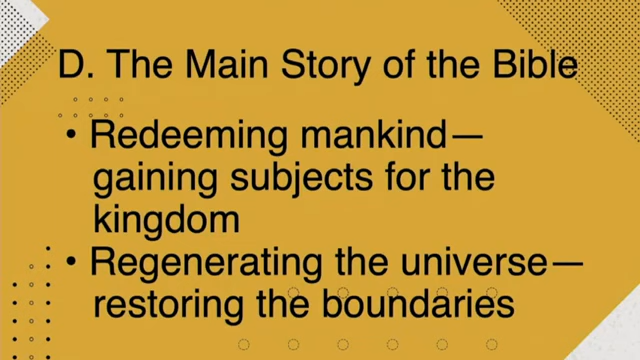 D. The Main Story of the Bible
• Redeeming mankind—
gaining subjects for the
kingdom
• Regenerating the universe—
restoring the boundaries